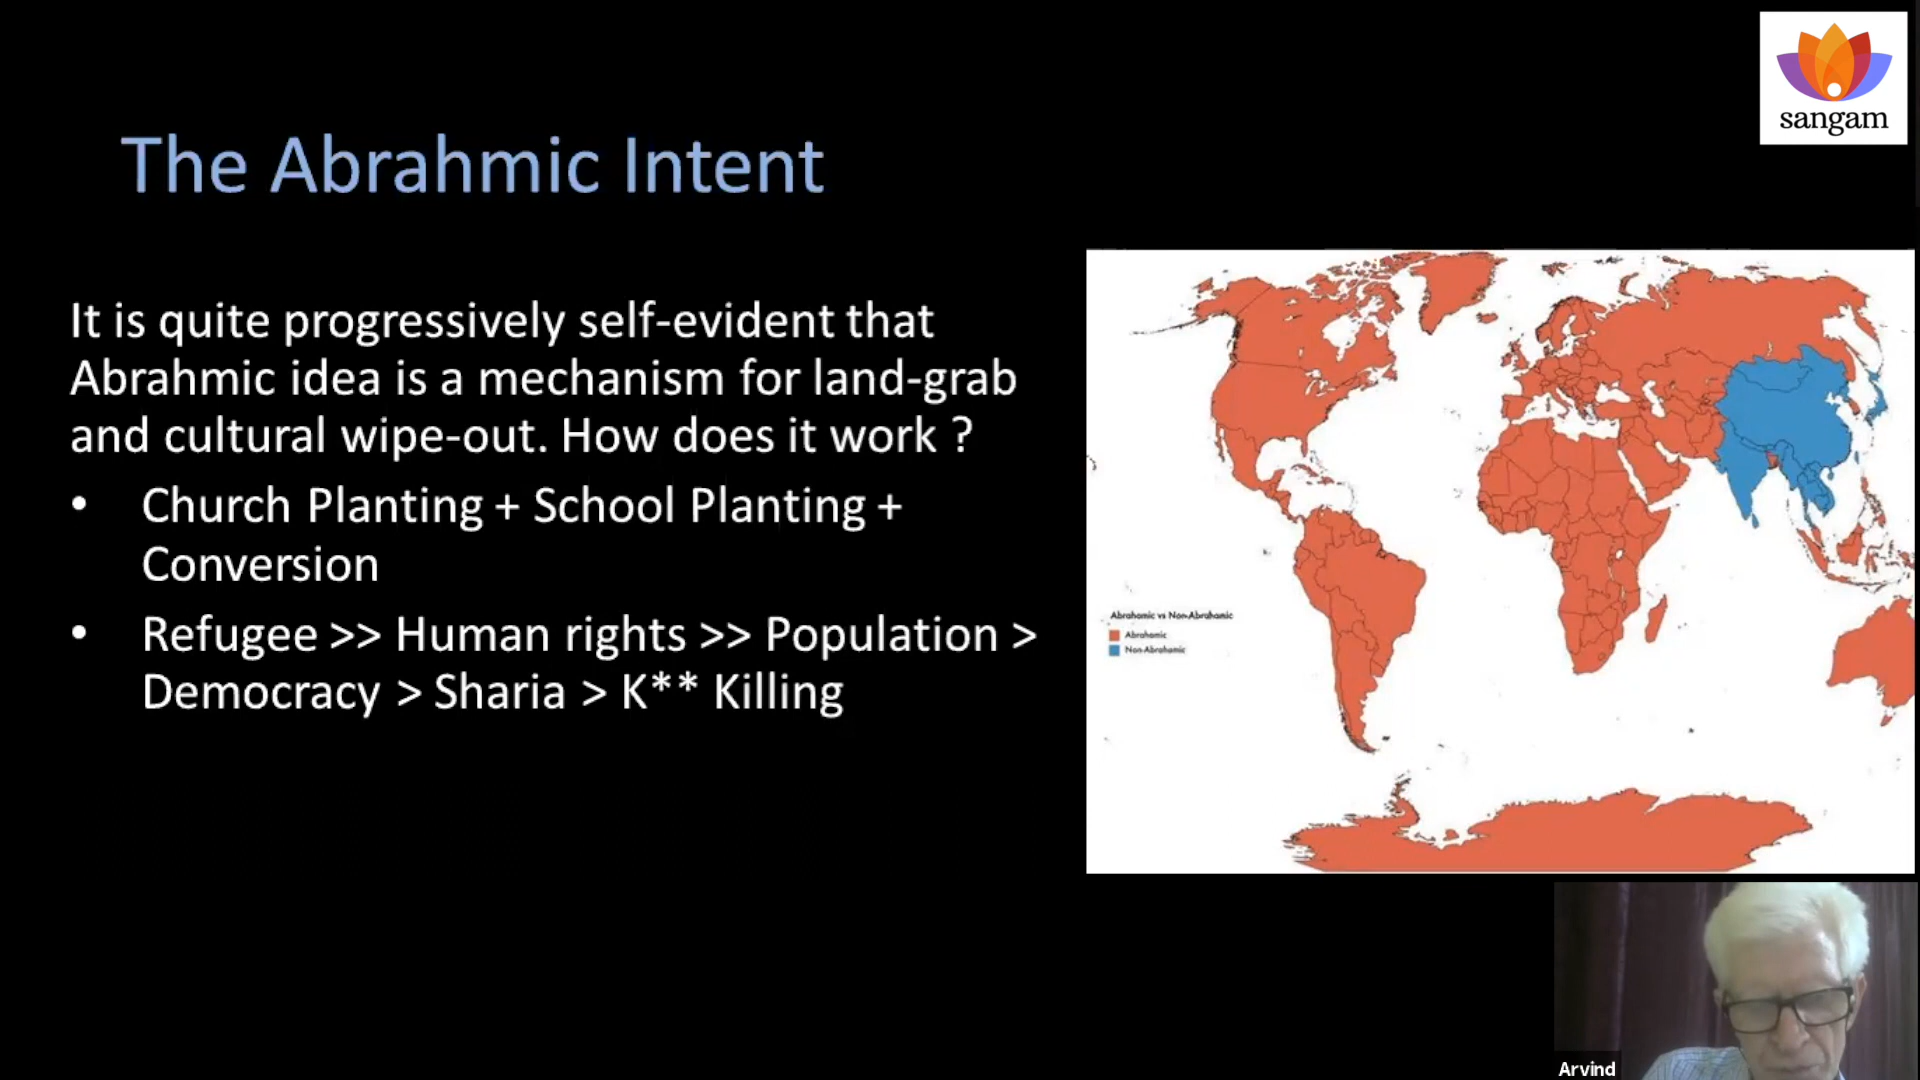 sangam
The Abrahmic Intent
It is quite progressively self-evident that
Abrahmic idea is a mechanism for land-grab
and cultural wipe-out. How does it work ?
• Church Planting + School Planting +
Conversion
• Refugee >> Human rights >> Population >
Democracy > Sharia > K** Killing
Abrahamic vs Non-Abrahamic
Abrahamic
Non-Abrahamic
Arvind